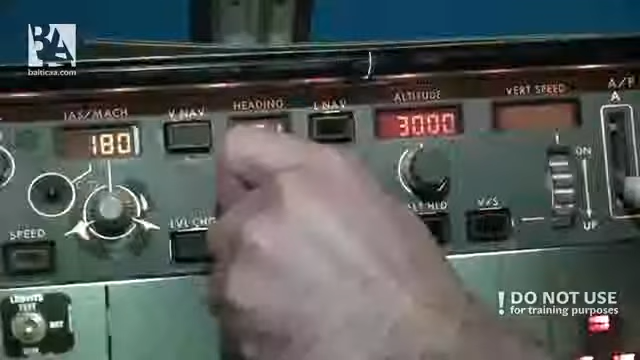 BA
balticaa.com
IAS/MACH
V NAV
HEADING
L NAV
ALTITUDE
VERT SPEED
A/T
A
180
3000
DN
UP
SPEED
LVL CHG
ALT HLD
V/S
LIGHTS
TEST
! DO NOT USE
for training purposes